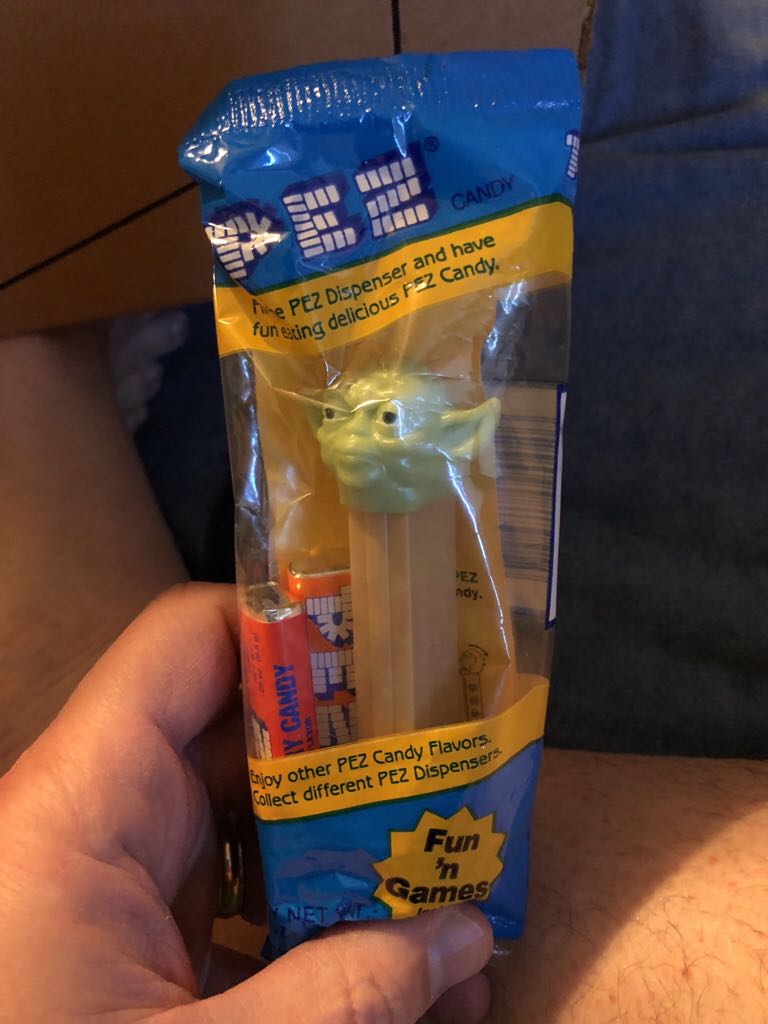 PEZ® CANDY
PEZ Dispenser and have
fun eating delicious PEZ Candy.
PEZ
ndy.
Y CANDY
Enjoy other PEZ Candy Flavors.
Collect different PEZ Dispensers.
Fun
'n
Games
NET WT.